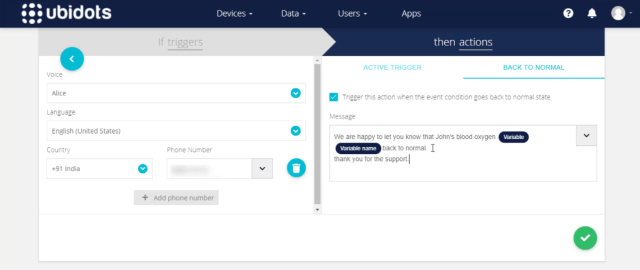 ubidots
Devices
Data
Users
Apps
If triggers
then actions
Voice
Alice
Language
English (United States)
Country
Phone Number
+91 India
+ Add phone number
ACTIVE TRIGGER
BACK TO NORMAL
Trigger this action when the event condition goes back to normal state
Message
We are happy to let you know that John's blood oxygen Variable
Variable name back to normal.
thank you for the support.